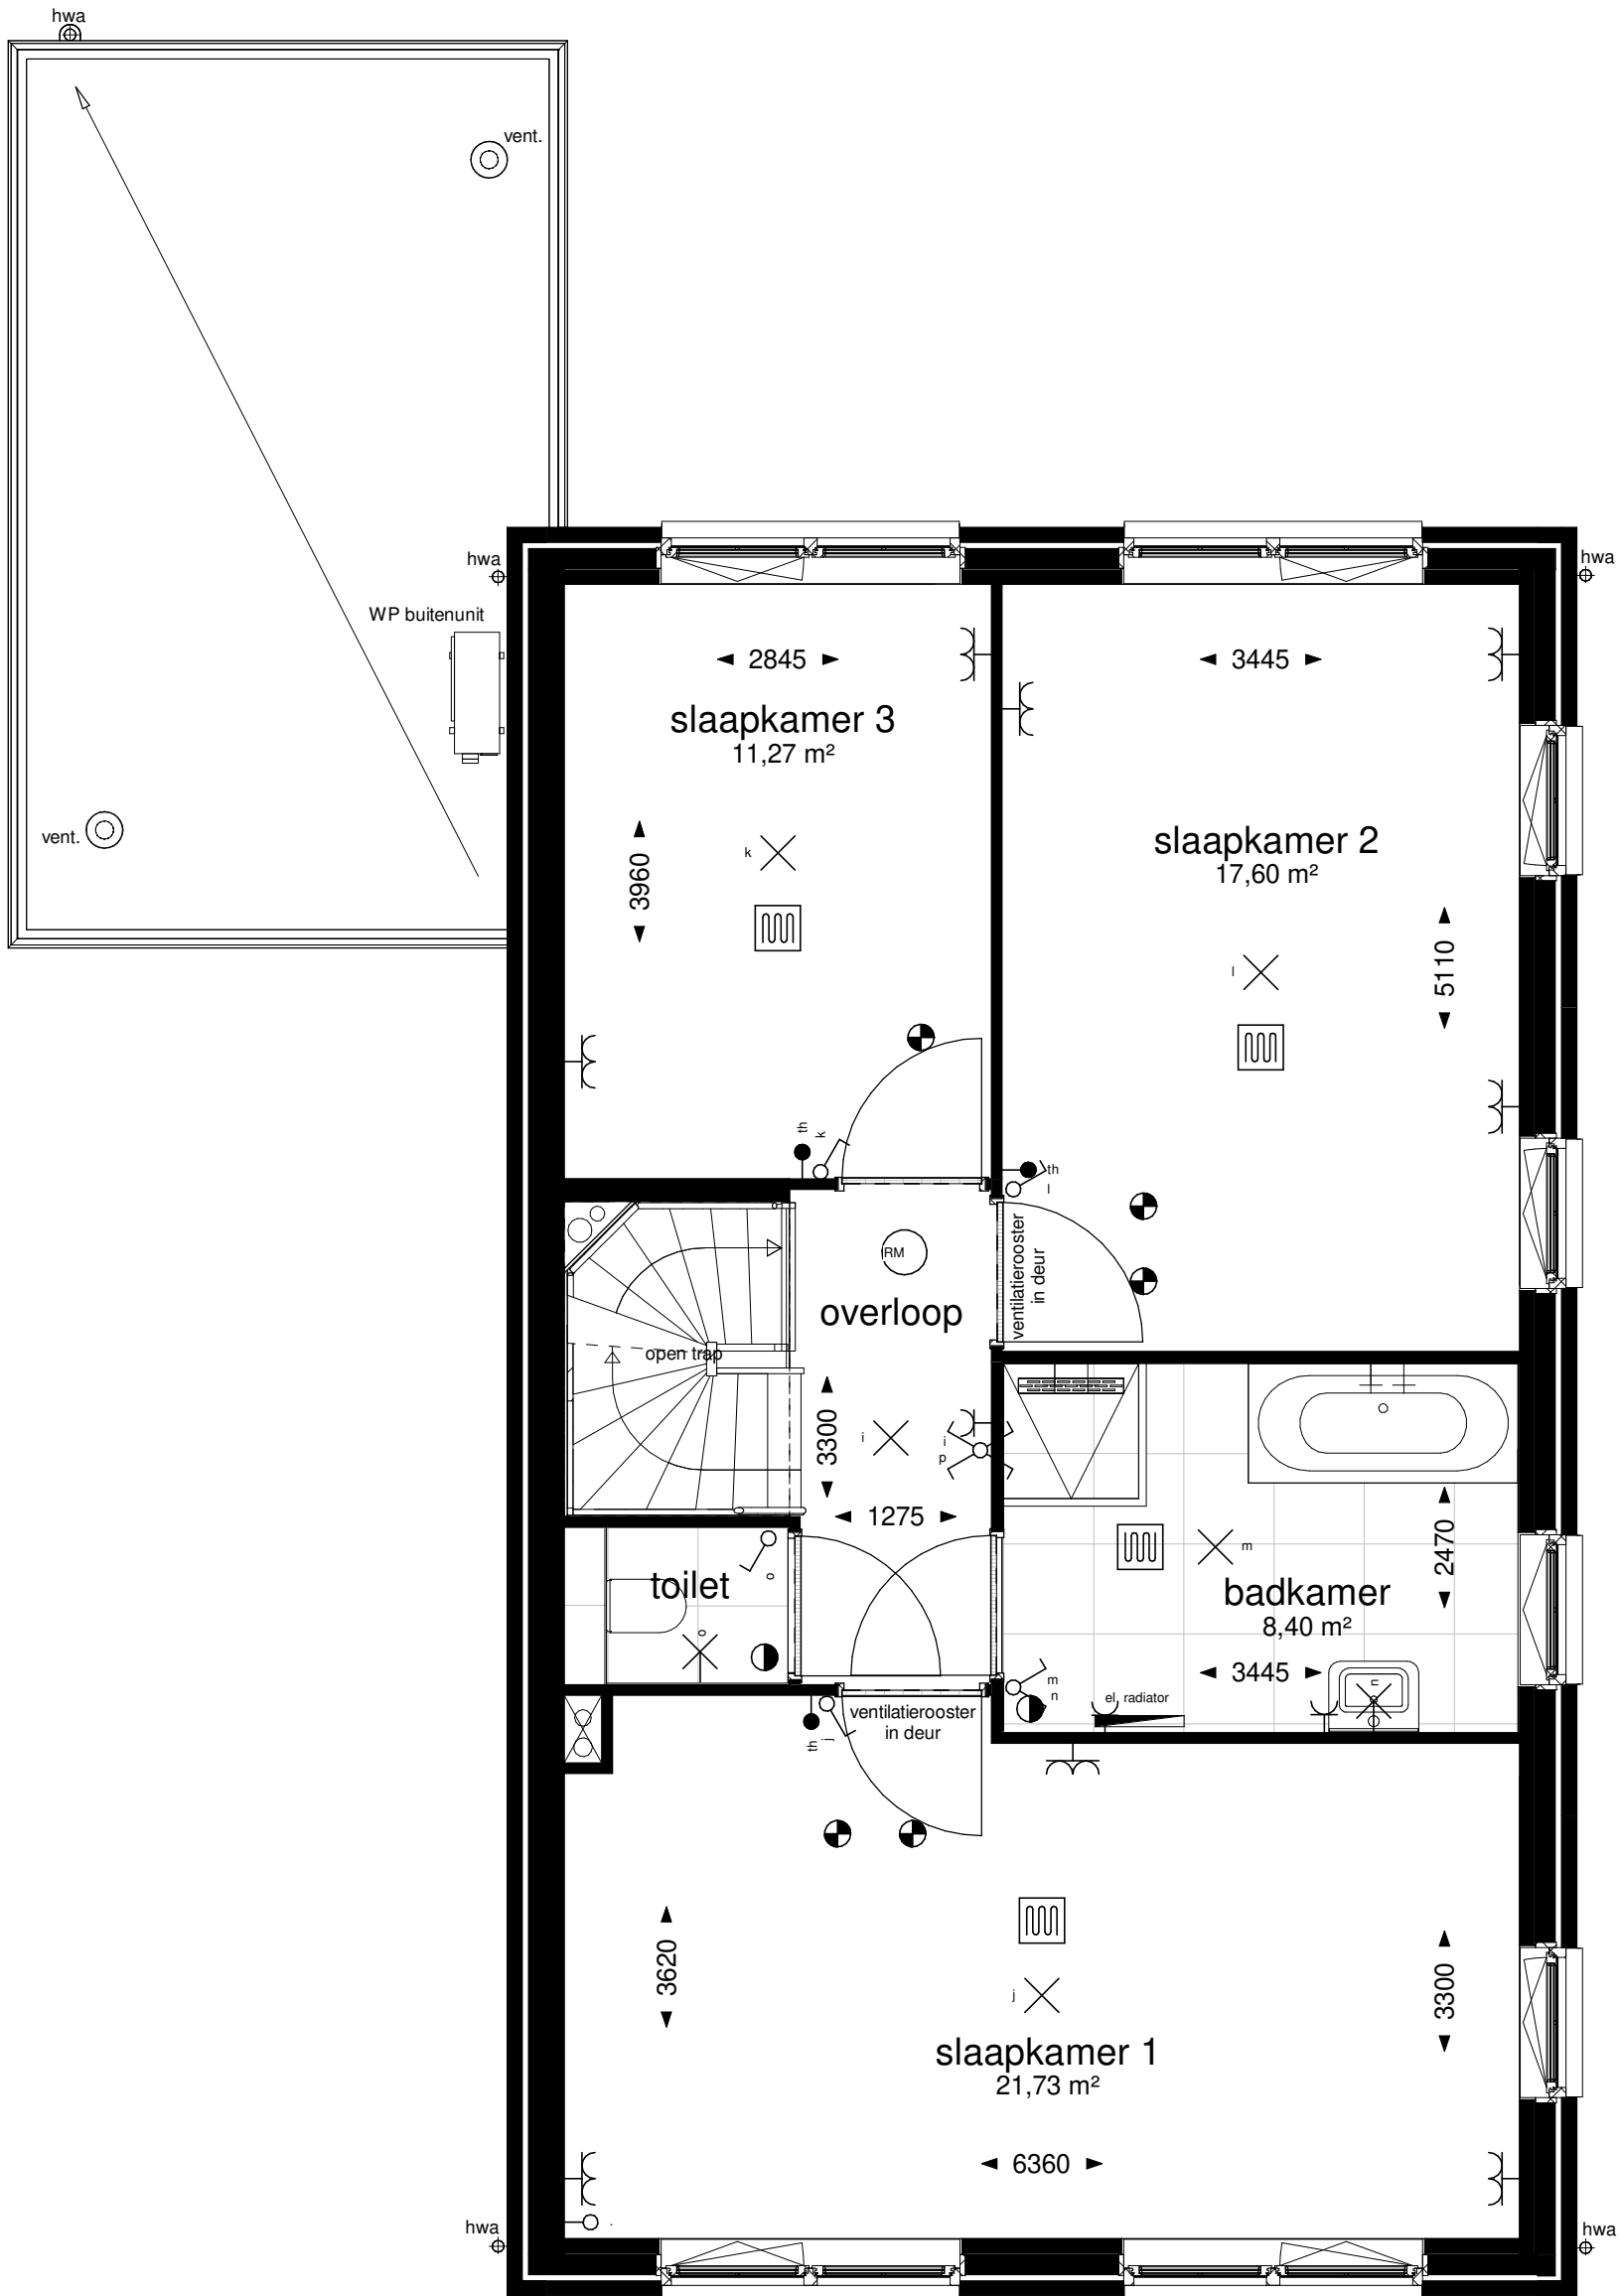 hwa
vent.
hwa
hwa
WP buitenunit
2845
3445
slaapkamer 3
11,27 m²
vent.
slaapkamer 2
17,60 m²
k
3960
l
5110
th
k
th
l
RM
ventilatierooster
in deur
overloop
open trap
3300
i
i
p
1275
2470
m
toilet
o
badkamer
8,40 m²
o
3445
m
n
el. radiator
n
ventilatierooster
in deur
th
j
3620
3300
j
slaapkamer 1
21,73 m²
6360
hwa
hwa